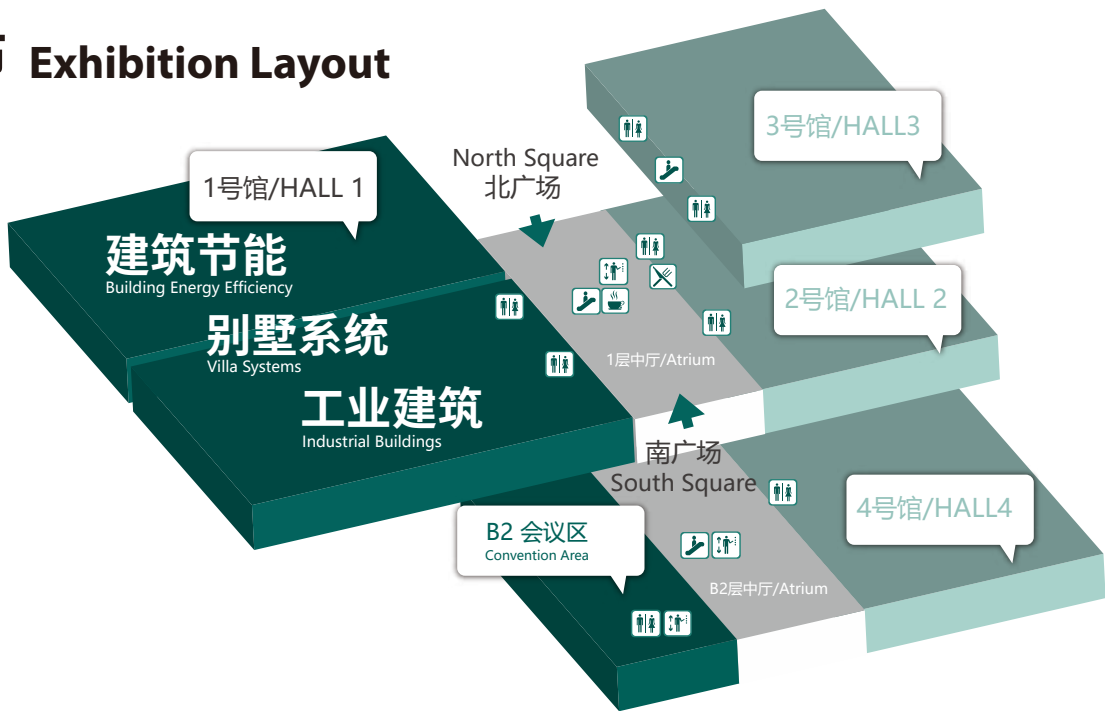 Exhibition Layout
3号馆/HALL3
North Square
北广场
1号馆/HALL 1
建筑节能
Building Energy Efficiency
2号馆/HALL 2
别墅系统
Villa Systems
1层中厅/Atrium
工业建筑
Industrial Buildings
南广场
South Square
4号馆/HALL4
B2 会议区
Convention Area
B2层中厅/Atrium